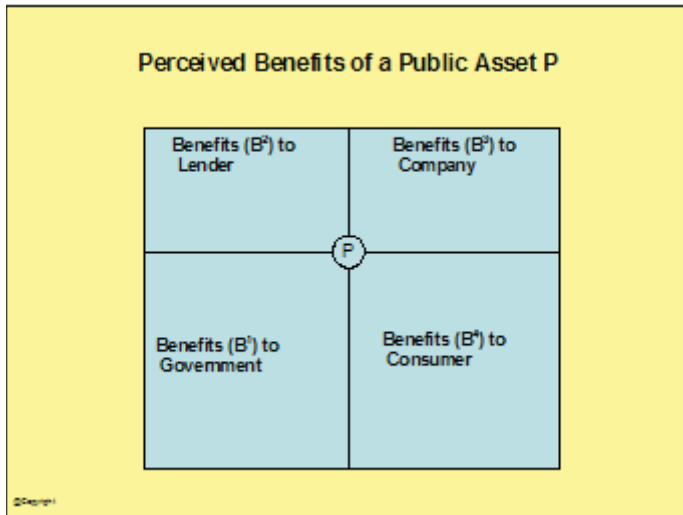 Perceived Benefits of a Public Asset P
Benefits (B²) to
Lender
Benefits (B³) to
Company
P
Benefits (B¹) to
Government
Benefits (B⁴) to
Consumer
@Copyright